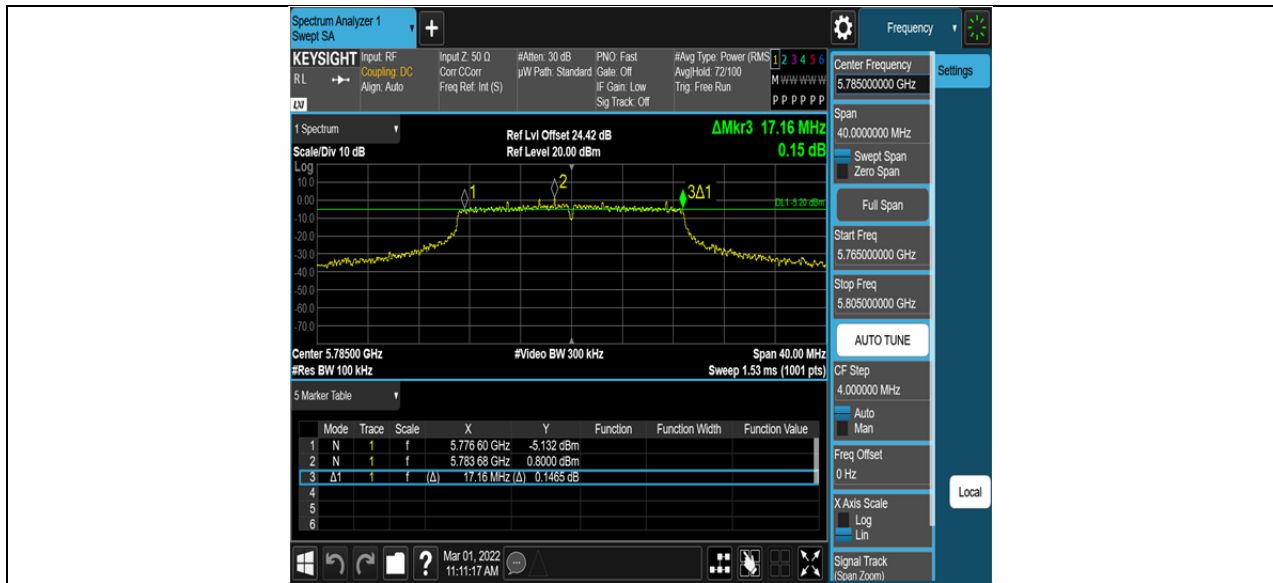 Spectrum Analyzer 1
Swept SA
Frequency
KEYSIGHT
RL
LXI
Input: RF
Coupling: DC
Align: Auto
Input Z: 50 Ω
Corr CCorr
Freq Ref: Int (S)
#Atten: 30 dB
µW Path: Standard
PNO: Fast
Gate: Off
IF Gain: Low
Sig Track: Off
#Avg Type: Power (RMS
Avg|Hold: 72/100
Trig: Free Run
1 2 3 4 5 6
M W W W W W
P P P P P P
1 Spectrum
Scale/Div 10 dB
Ref Lvl Offset 24.42 dB
Ref Level 20.00 dBm
ΔMkr3 17.16 MHz
0.15 dB
Log
10.0
0.00
-10.0
-20.0
-30.0
-40.0
-50.0
-60.0
-70.0
1
2
3Δ1
DL1 -5.20 dBm
Center 5.78500 GHz
#Res BW 100 kHz
#Video BW 300 kHz
Span 40.00 MHz
Sweep 1.53 ms (1001 pts)
5 Marker Table
Mode Trace Scale X Y Function Function Width Function Value
1 N 1 f 5.776 60 GHz -5.132 dBm
2 N 1 f 5.783 68 GHz 0.8000 dBm
3 Δ1 1 f (Δ) 17.16 MHz (Δ) 0.1465 dB
4
5
6
?
Mar 01, 2022
11:11:17 AM
Center Frequency
5.785000000 GHz
Settings
Span
40.0000000 MHz
Swept Span
Zero Span
Full Span
Start Freq
5.765000000 GHz
Stop Freq
5.805000000 GHz
AUTO TUNE
CF Step
4.000000 MHz
Auto
Man
Freq Offset
0 Hz
X Axis Scale
Log
Lin
Local
Signal Track
(Span Zoom)